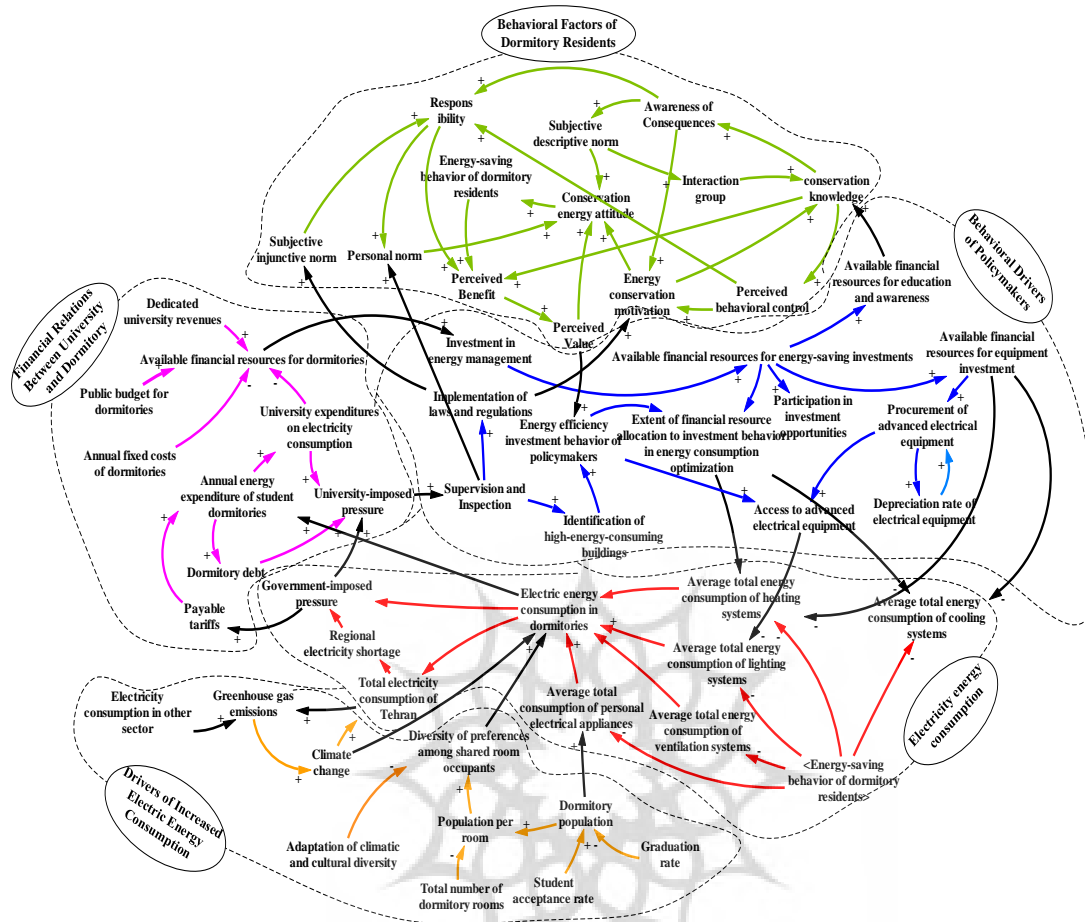 Behavioral Factors of
Dormitory Residents
Respons
ibility
Awareness of
Consequences
Subjective
descriptive norm
Energy-saving
behavior of dormitory
residents
Conservation
energy attitude
Interaction
group
conservation
knowledge
Subjective
injunctive norm
Personal norm
Perceived
Benefit
Energy
conservation
motivation
Perceived
behavioral control
Perceived
Value
Behavioral Drivers
of Policymakers
Available financial
resources for education
and awareness
Financial Relations
Between University
and Dormitory
Dedicated
university revenues
Available financial resources for dormitories
Public budget for
dormitories
University expenditures
on electricity
consumption
Annual fixed costs
of dormitories
Annual energy
expenditure of student
dormitories
University-imposed
pressure
Dormitory debt
Payable
tariffs
Investment in
energy management
Available financial resources for energy-saving investments
Available financial
resources for equipment
investment
Implementation of
laws and regulations
Energy efficiency
investment behavior of
policymakers
Extent of financial resource
allocation to investment behavior
in energy consumption
optimization
Participation in
investment
opportunities
Procurement of
advanced electrical
equipment
Supervision and
Inspection
Identification of
high-energy-consuming
buildings
Access to advanced
electrical equipment
Depreciation rate of
electrical equipment
Government-imposed
pressure
Electric energy
consumption in
dormitories
Average total energy
consumption of heating
systems
Average total energy
consumption of cooling
systems
Regional
electricity shortage
Average total energy
consumption of lighting
systems
Total electricity
consumption of
Tehran
Average total
consumption of personal
electrical appliances
Average total energy
consumption of
ventilation systems
Electricity energy
consumption
<Energy-saving
behavior of dormitory
residents>
Electricity
consumption in other
sector
Greenhouse gas
emissions
Climate
change
Diversity of preferences
among shared room
occupants
Drivers of Increased
Electric Energy
Consumption
Adaptation of climatic
and cultural diversity
Population per
room
Dormitory
population
Graduation
rate
Total number of
dormitory rooms
Student
acceptance rate